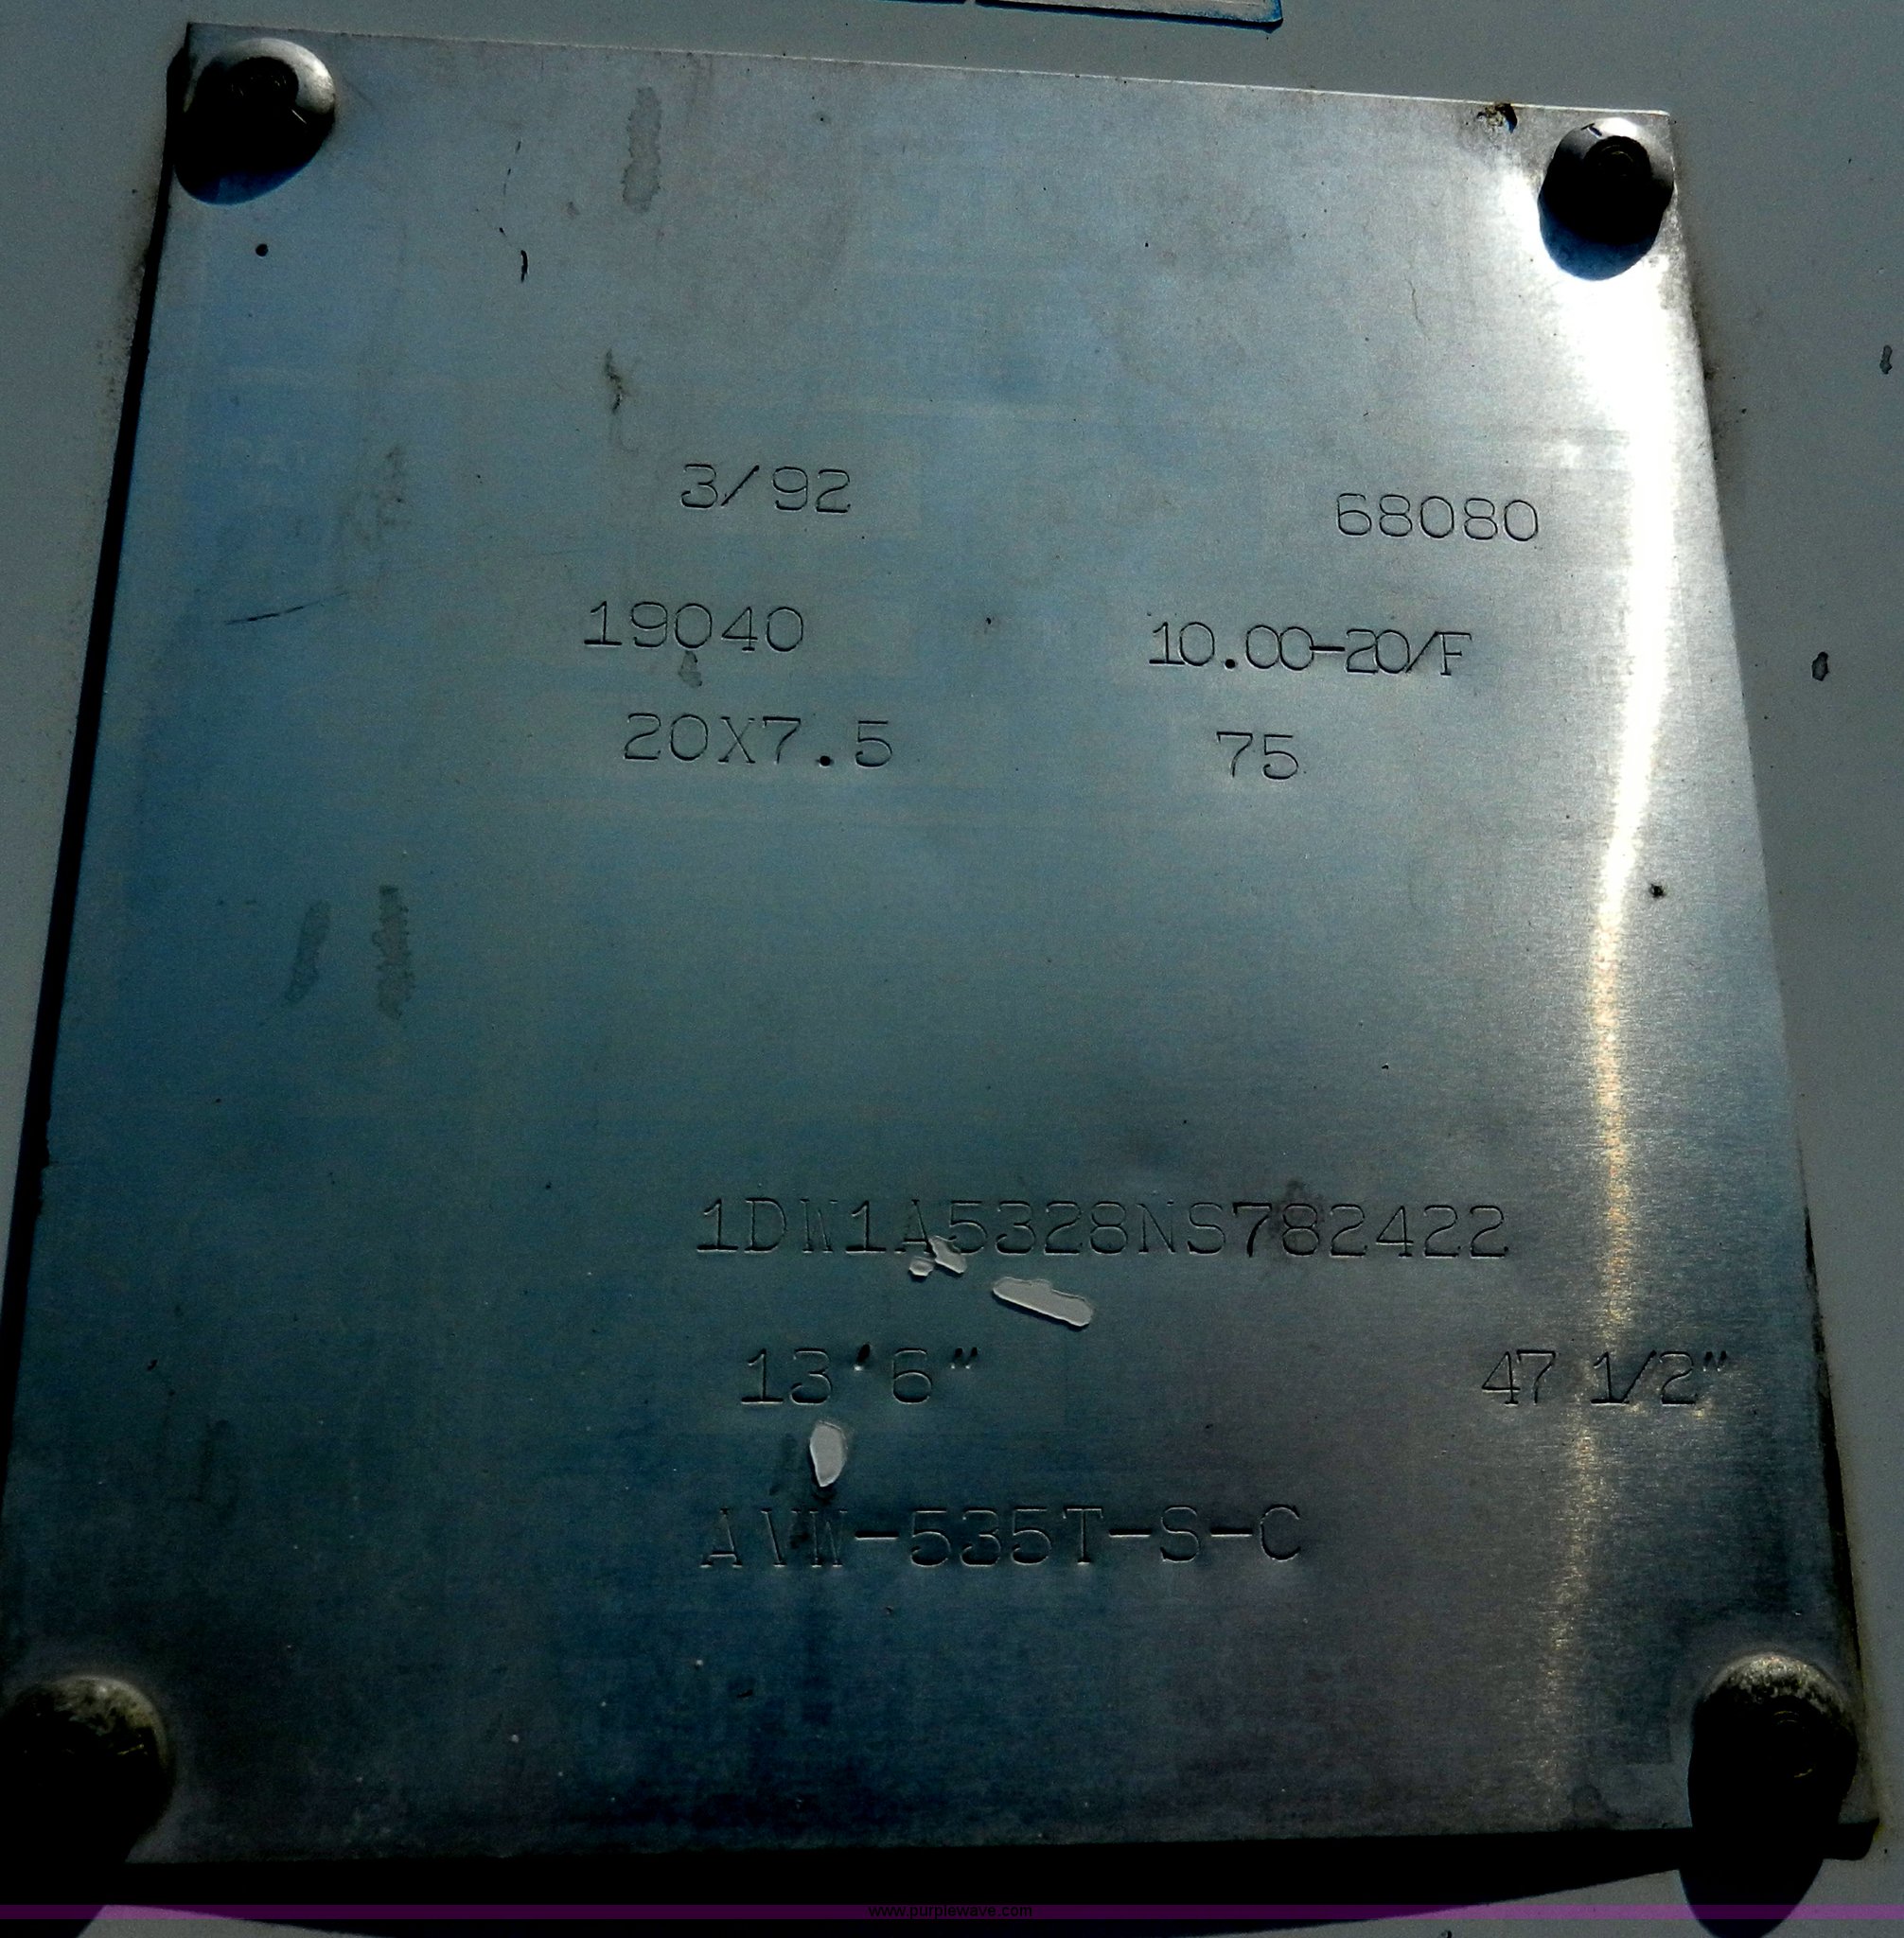 3/92 68080
19040 10.00-20/F
20X7.5 75
1DW1A5328NS782422
13'6" 47 1/2"
AVW-535T-S-C
www.purplewave.com